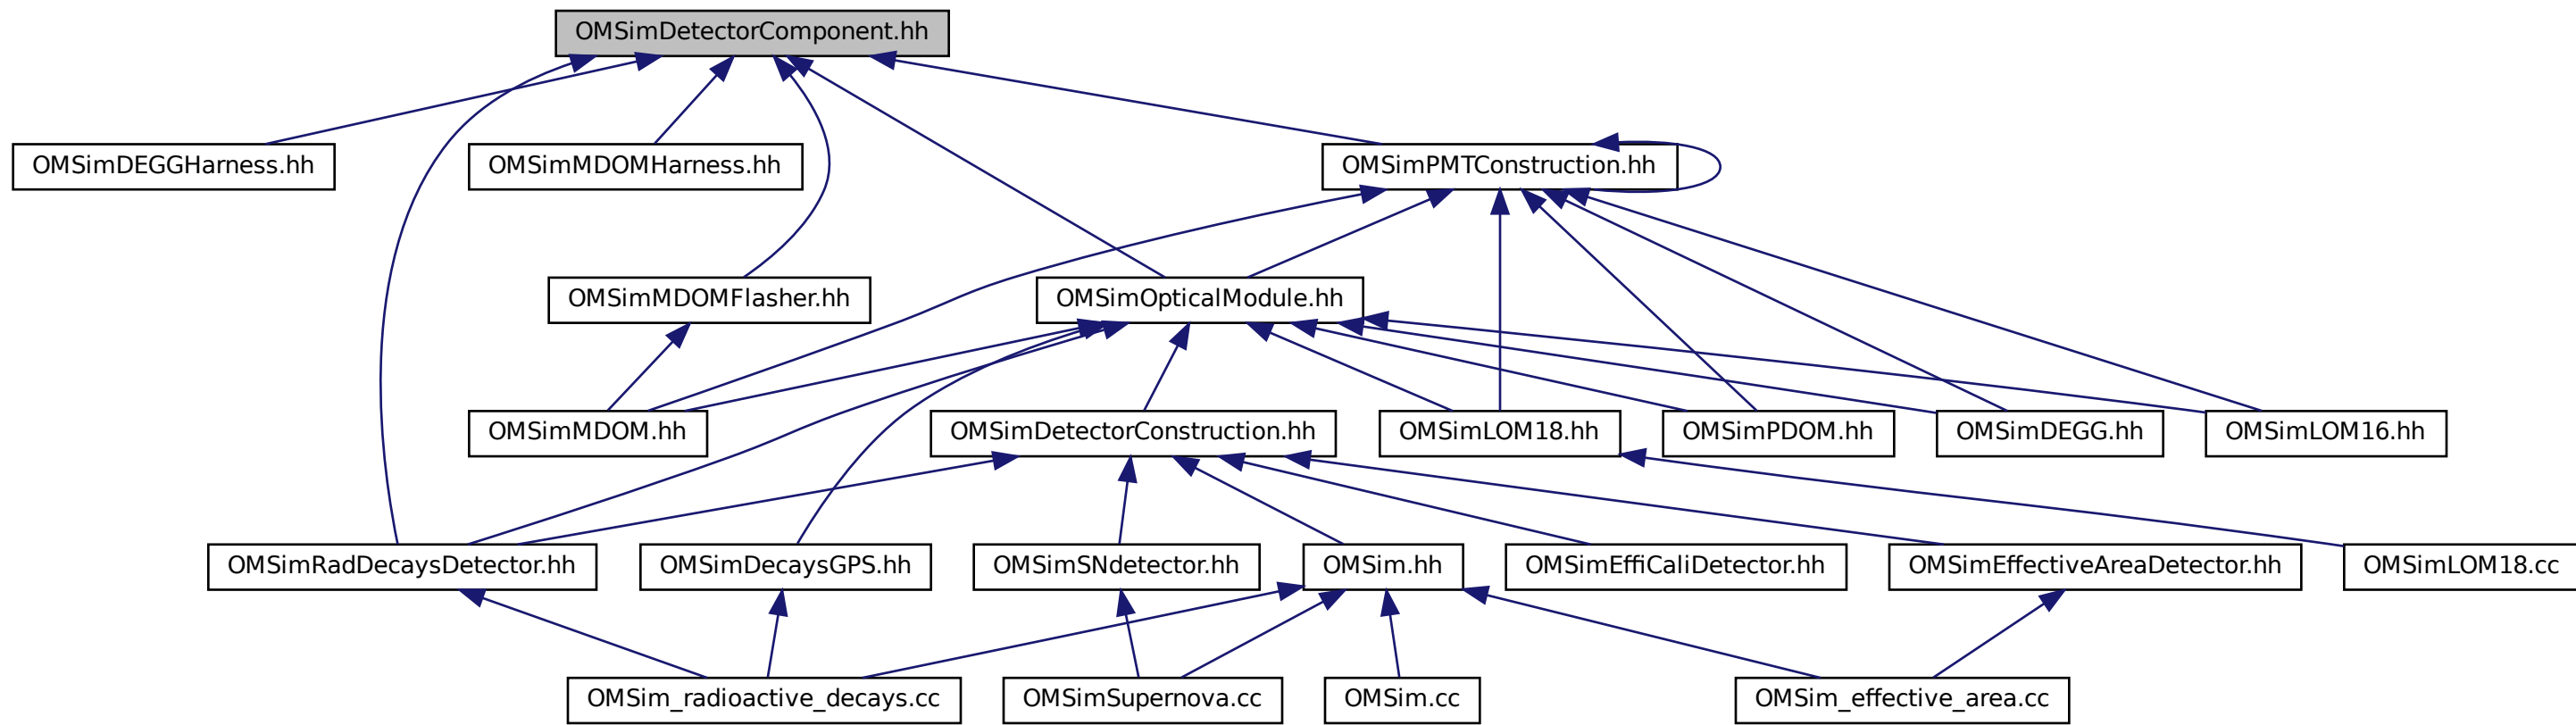 OMSimDetectorComponent.hh
OMSimDEGGHarness.hh
OMSimMDOMHarness.hh
OMSimPMTConstruction.hh
OMSimMDOMFlasher.hh
OMSimOpticalModule.hh
OMSimMDOM.hh
OMSimDetectorConstruction.hh
OMSimLOM18.hh
OMSimPDOM.hh
OMSimDEGG.hh
OMSimLOM16.hh
OMSimRadDecaysDetector.hh
OMSimDecaysGPS.hh
OMSimSNdetector.hh
OMSim.hh
OMSimEffiCaliDetector.hh
OMSimEffectiveAreaDetector.hh
OMSimLOM18.cc
OMSim_radioactive_decays.cc
OMSimSupernova.cc
OMSim.cc
OMSim_effective_area.cc